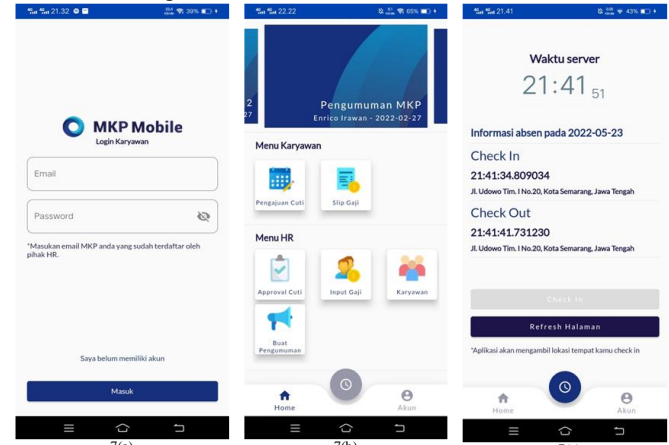 21.32
39%
MKP Mobile
Login Karyawan
Email
Password
*Masukan email MKP anda yang sudah terdaftar oleh
pihak HR.
Saya belum memiliki akun
Masuk
22.22
65%
2
27
Pengumuman MKP
Enrico Irawan - 2022-02-27
Menu Karyawan
Pengajuan Cuti
Slip Gaji
Menu HR
Approval Cuti
Input Gaji
Karyawan
Buat
Pengumuman
Home
Akun
7(b)
21.41
43%
Waktu server
21:41 51
Informasi absen pada 2022-05-23
Check In
21:41:34.809034
Jl. Udowo Tim. I No.20, Kota Semarang, Jawa Tengah
Check Out
21:41:41.731230
Jl. Udowo Tim. I No.20, Kota Semarang, Jawa Tengah
Check In
Refresh Halaman
*Aplikasi akan mengambil lokasi tempat kamu check in
Home
Akun